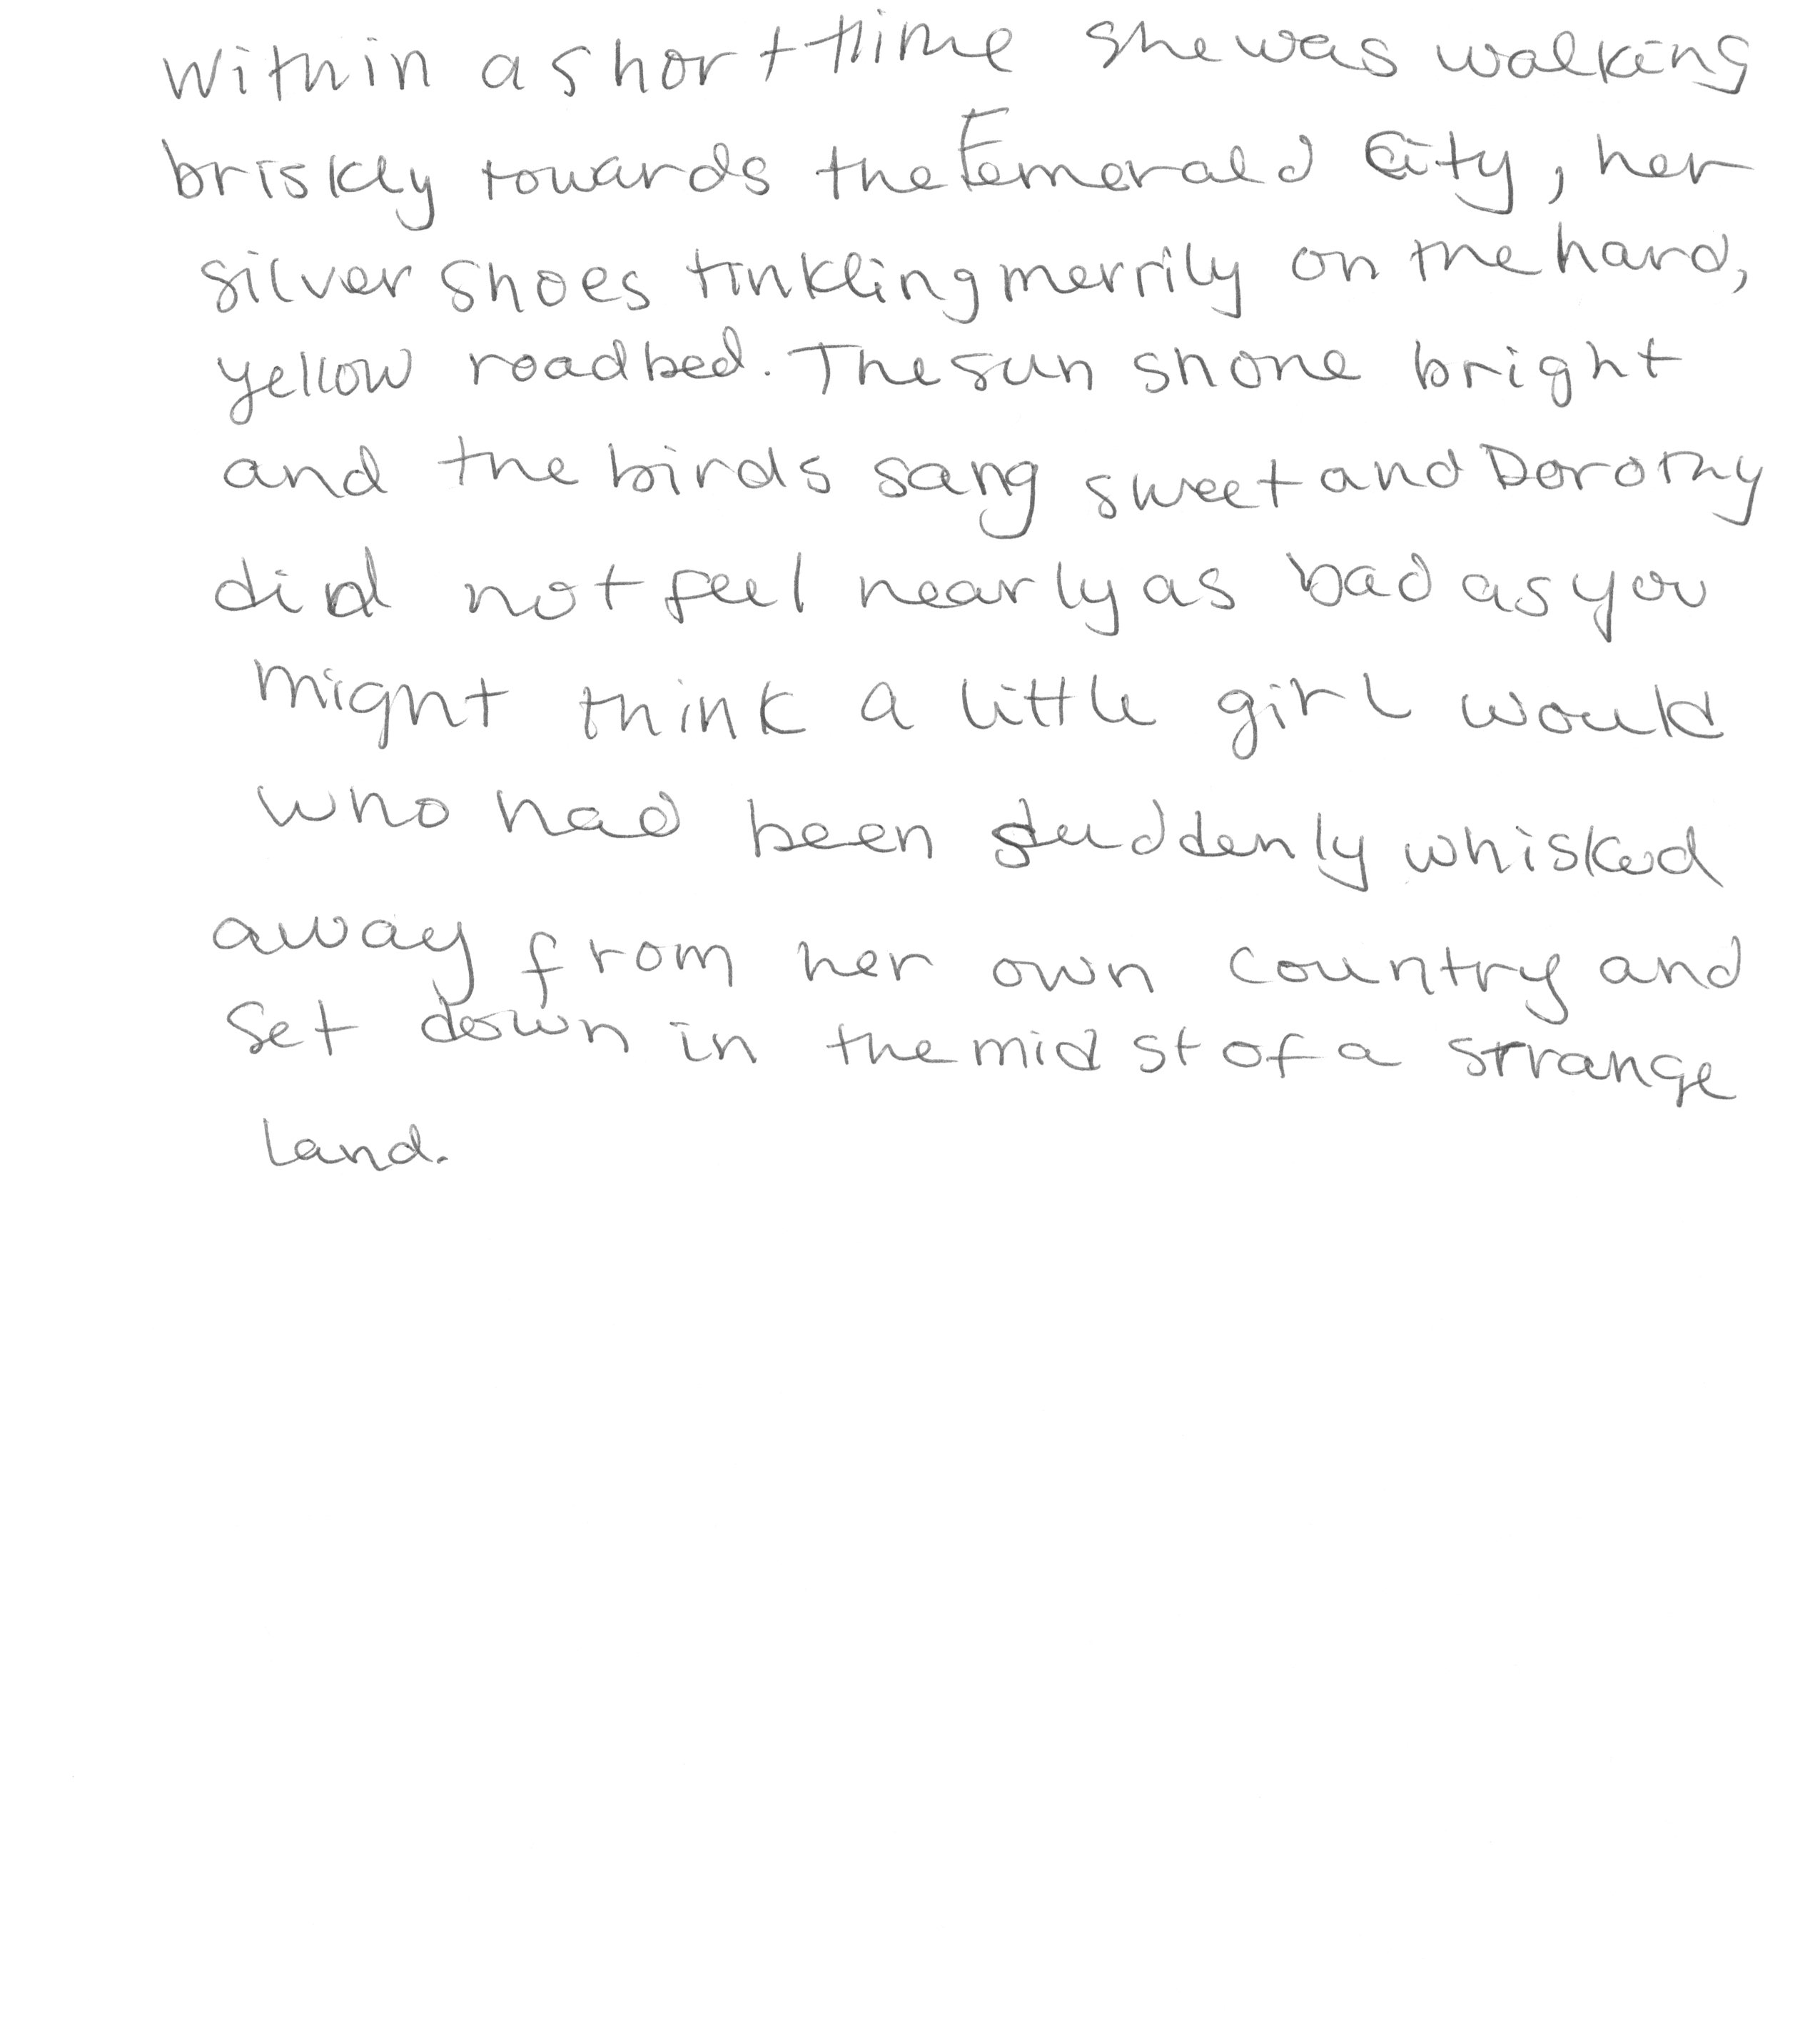 Within a short time she was walking
briskly towards the Emerald City, her
silver shoes tinkling merrily on the hard,
yellow roadbed. The sun shone bright
and the birds sang sweet and Dorothy
did not feel nearly as bad as you
might think a little girl would
who had been suddenly whisked
away from her own country and
set down in the midst of a strange
land.